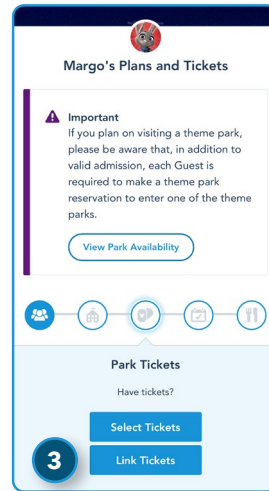 Margo's Plans and Tickets
Important
If you plan on visiting a theme park,
please be aware that, in addition to
valid admission, each Guest is
required to make a theme park
reservation to enter one of the theme
parks.
View Park Availability
Park Tickets
Have tickets?
Select Tickets
3
Link Tickets